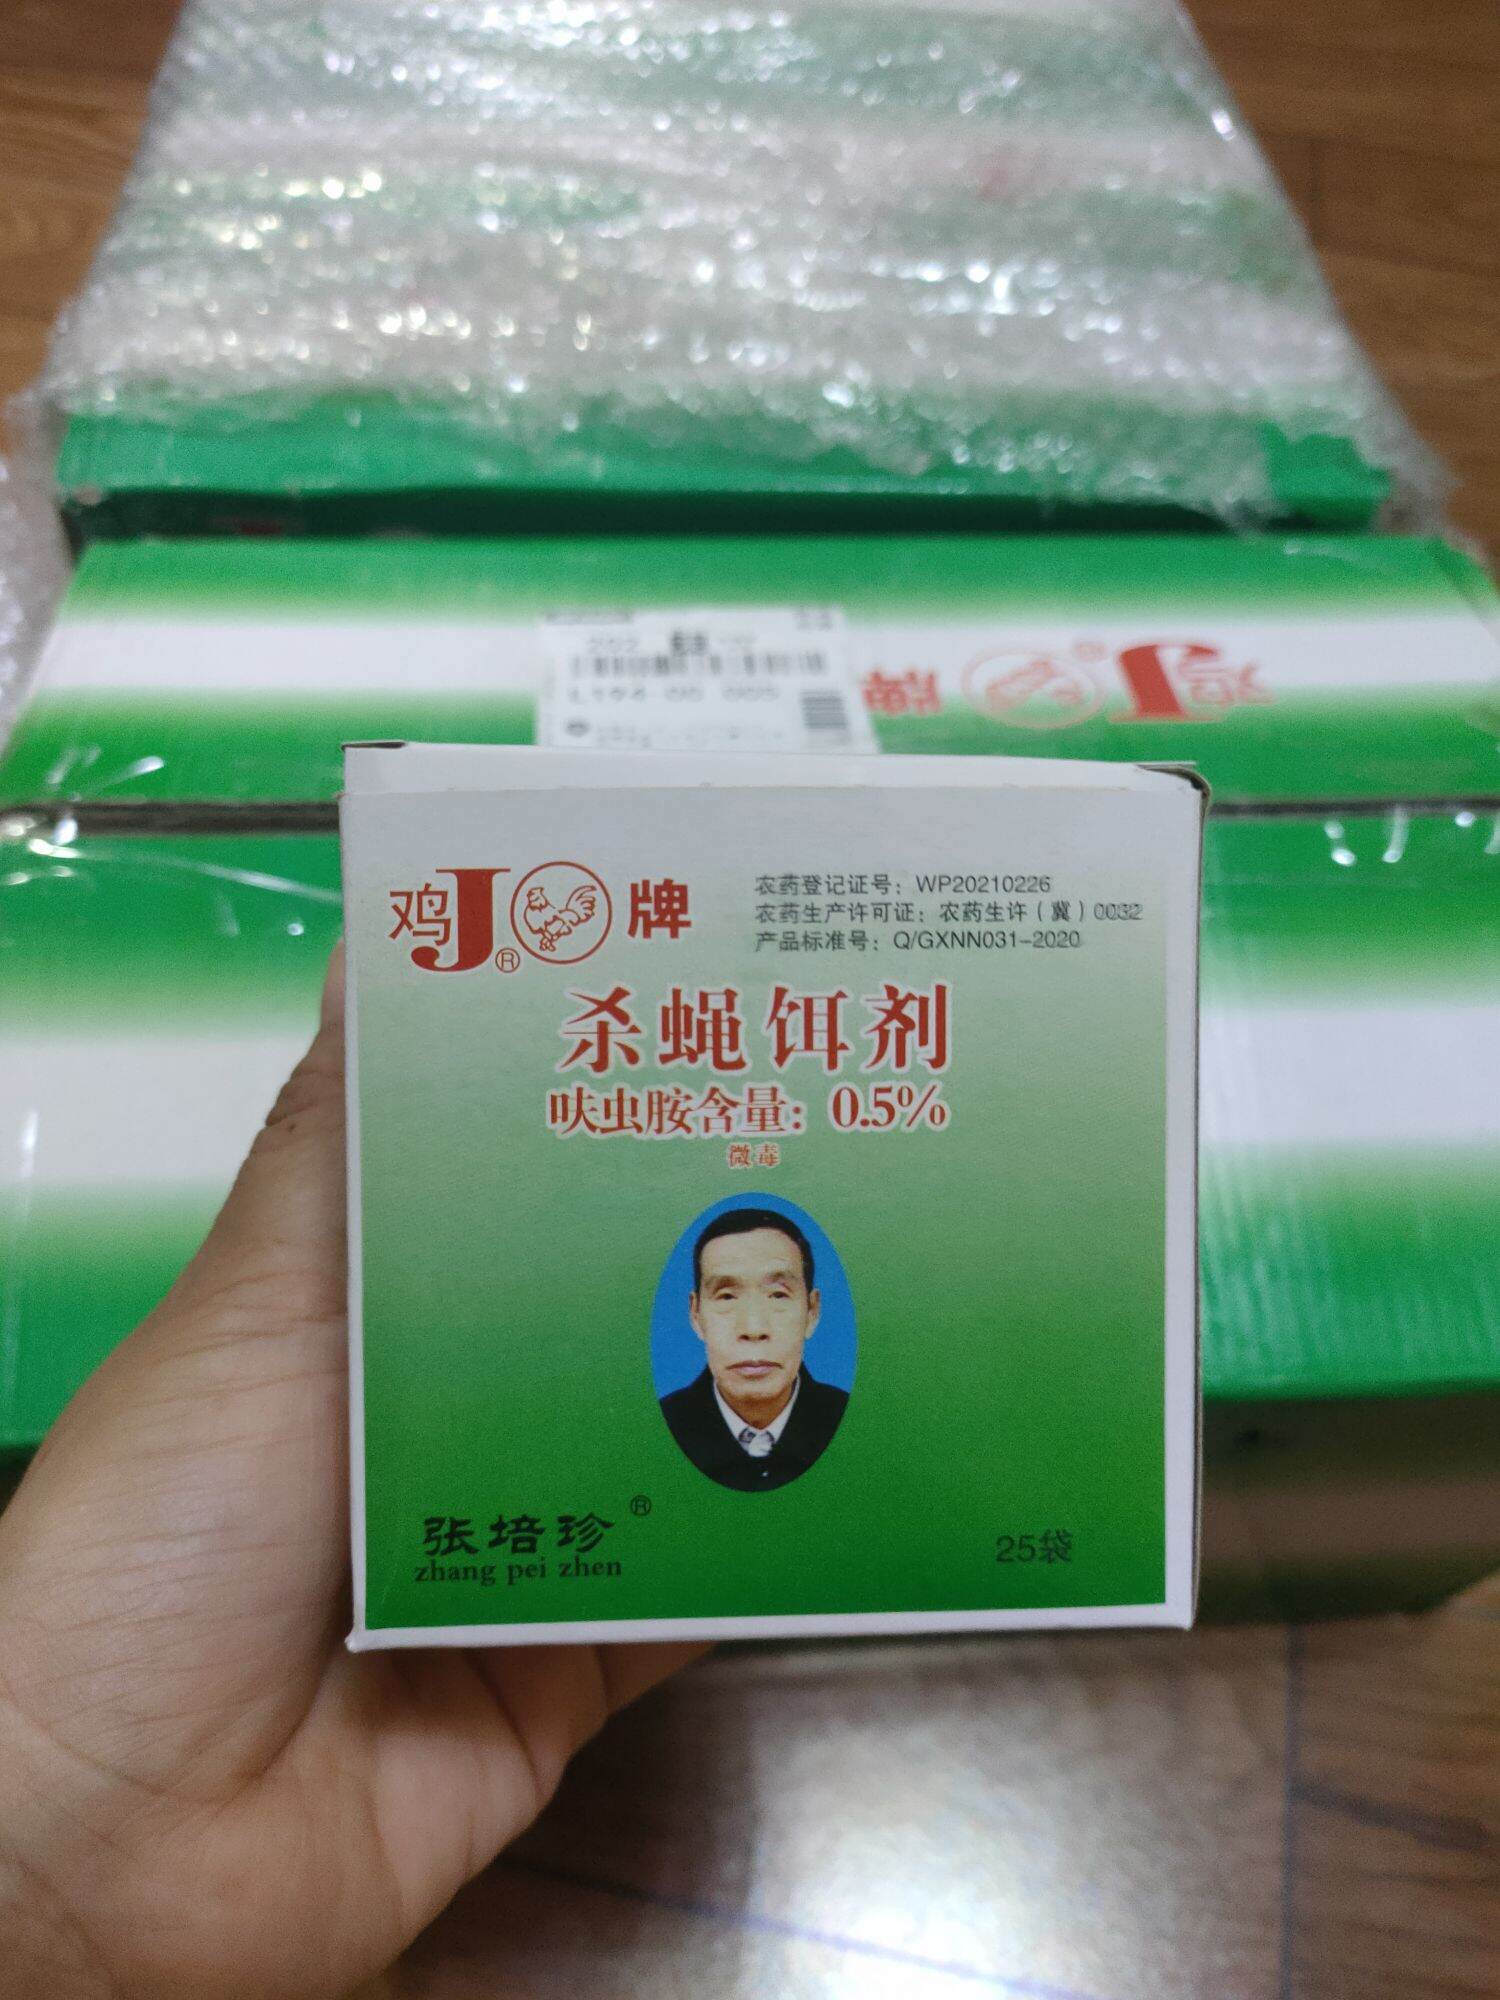 牌 J 鸡
鸡 J ® 牌
农药登记证号：WP20210226
农药生产许可证：农药生许（冀）0032
产品标准号：Q/GXNN031-2020
杀蝇饵剂
呋虫胺含量：0.5%
微毒
张培珍®
zhang pei zhen
25袋